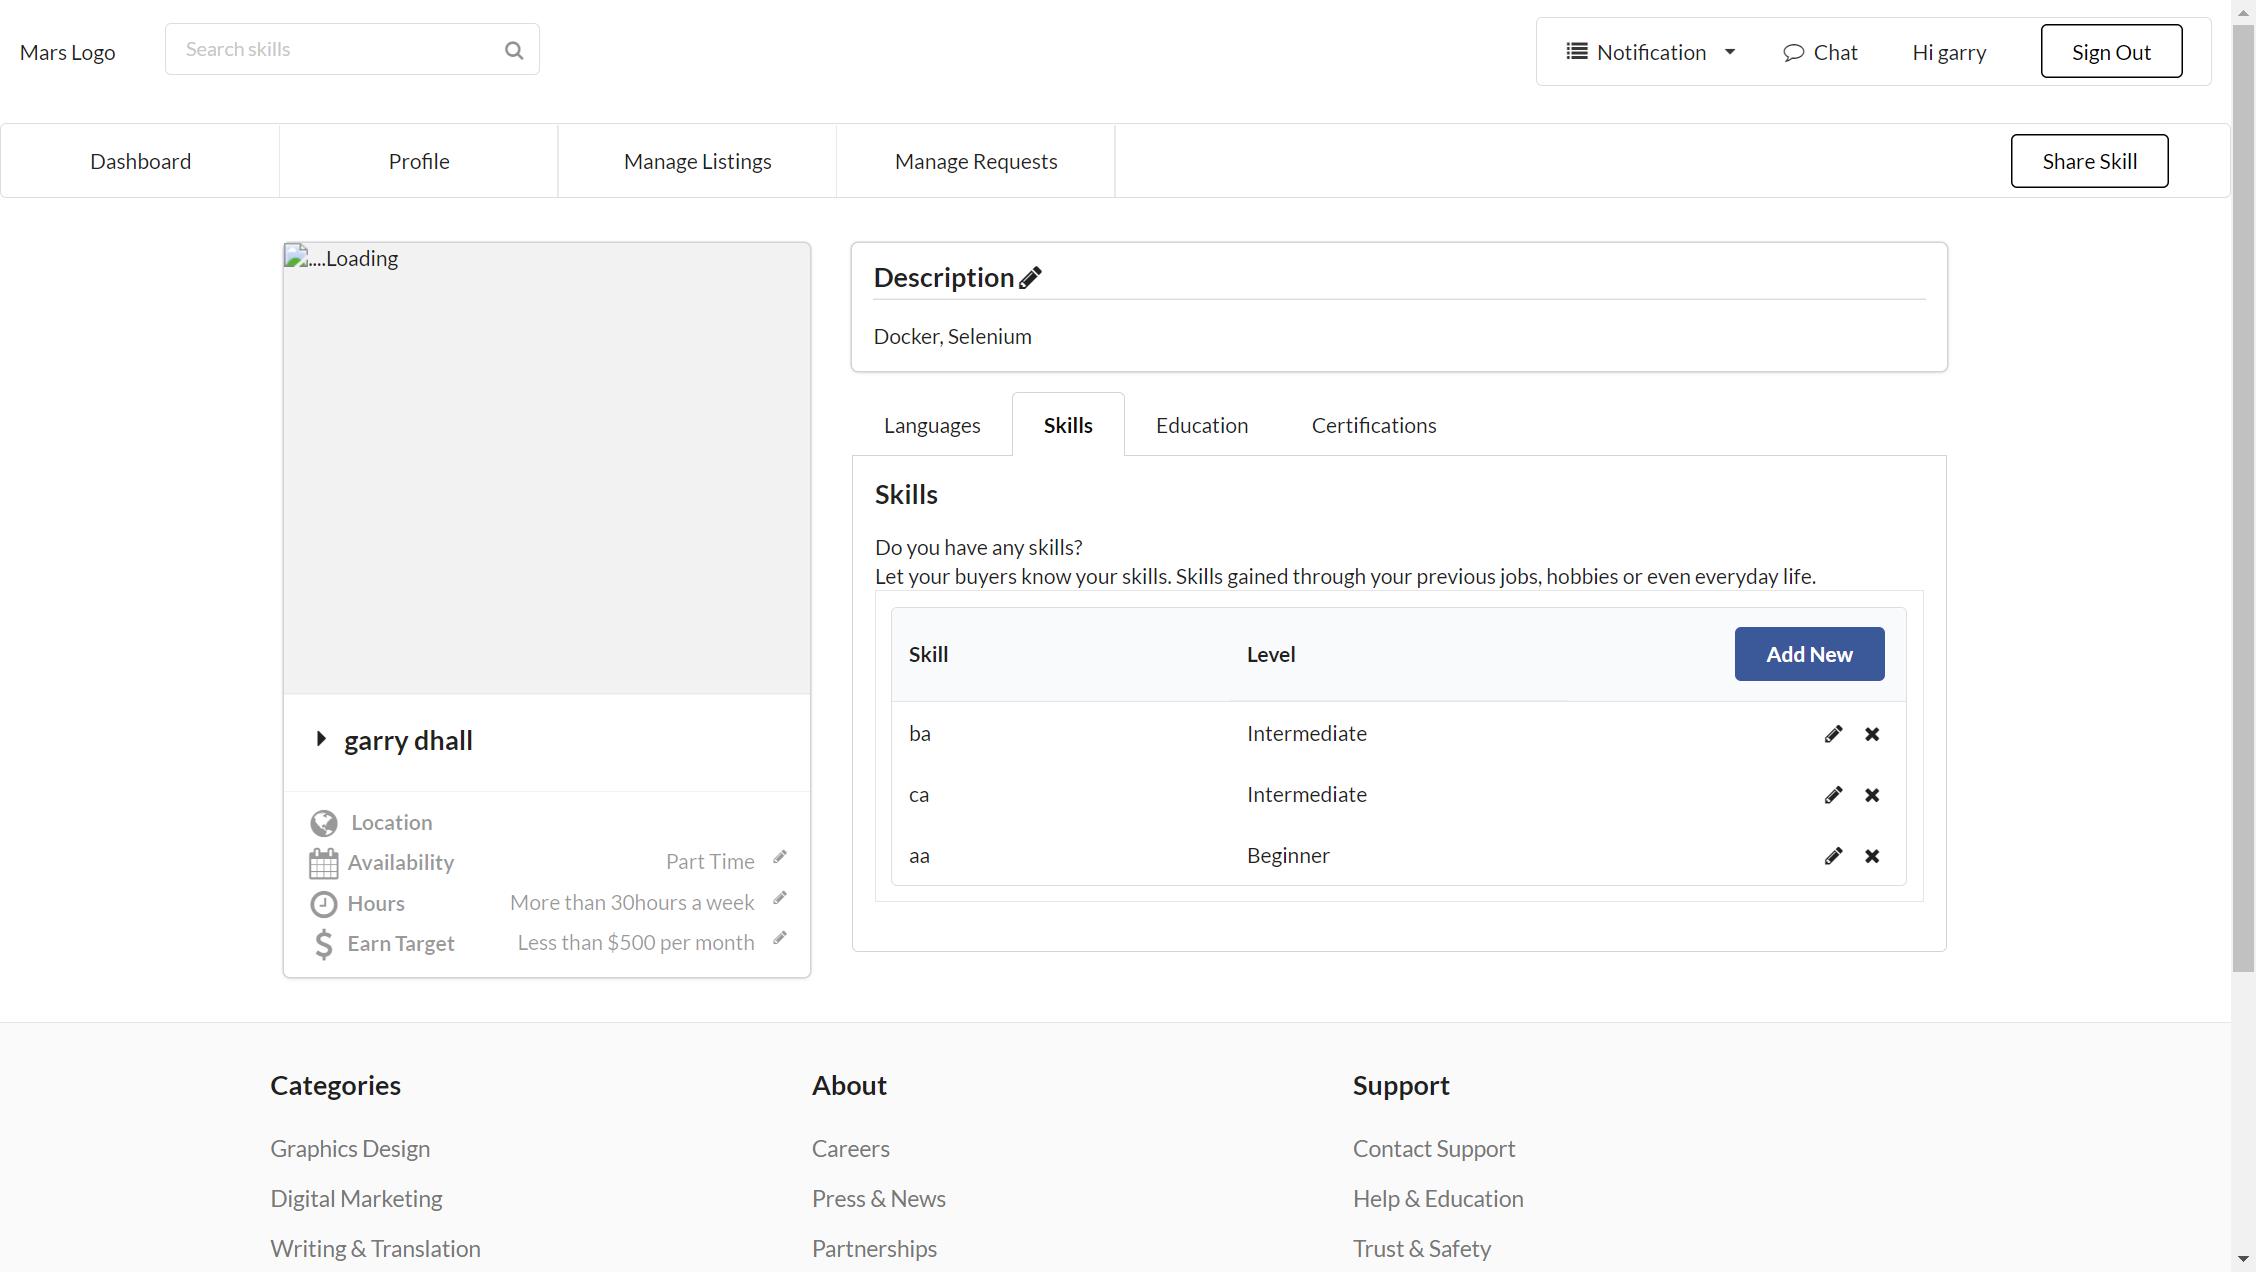 Mars Logo
Search skills
Notification
Chat
Hi garry
Sign Out
Dashboard
Profile
Manage Listings
Manage Requests
Share Skill
....Loading
garry dhall
Location
Availability Part Time
Hours More than 30hours a week
Earn Target Less than $500 per month
Description
Docker, Selenium
Languages
Skills
Education
Certifications
Skills
Do you have any skills?
Let your buyers know your skills. Skills gained through your previous jobs, hobbies or even everyday life.
Skill Level Add New
ba Intermediate
ca Intermediate
aa Beginner
Categories
Graphics Design
Digital Marketing
Writing & Translation
About
Careers
Press & News
Partnerships
Support
Contact Support
Help & Education
Trust & Safety